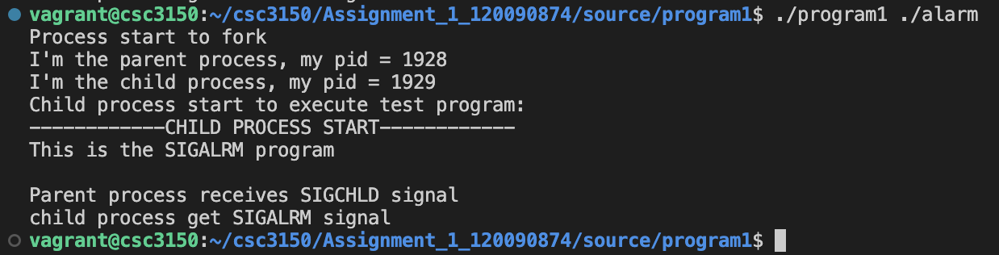 vagrant@csc3150:~/csc3150/Assignment_1_120090874/source/program1$ ./program1 ./alarm
Process start to fork
I'm the parent process, my pid = 1928
I'm the child process, my pid = 1929
Child process start to execute test program:
------------CHILD PROCESS START------------
This is the SIGALRM program
Parent process receives SIGCHLD signal
child process get SIGALRM signal
vagrant@csc3150:~/csc3150/Assignment_1_120090874/source/program1$